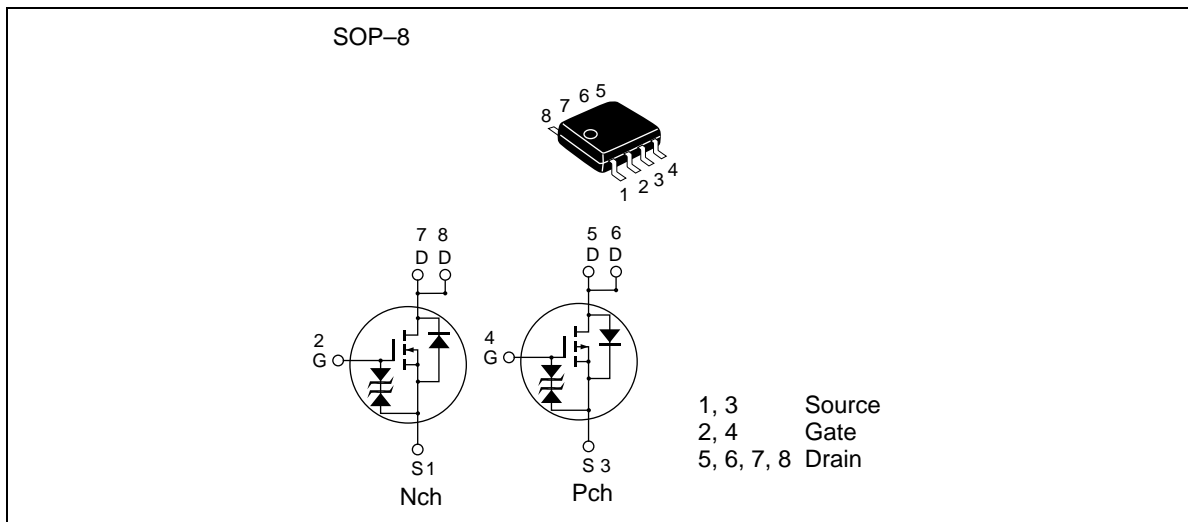 SOP–8
8 7 6 5
1 2 3 4
7 8
D D
5 6
D D
2
G
4
G
S 1
Nch
S 3
Pch
1, 3 Source
2, 4 Gate
5, 6, 7, 8 Drain